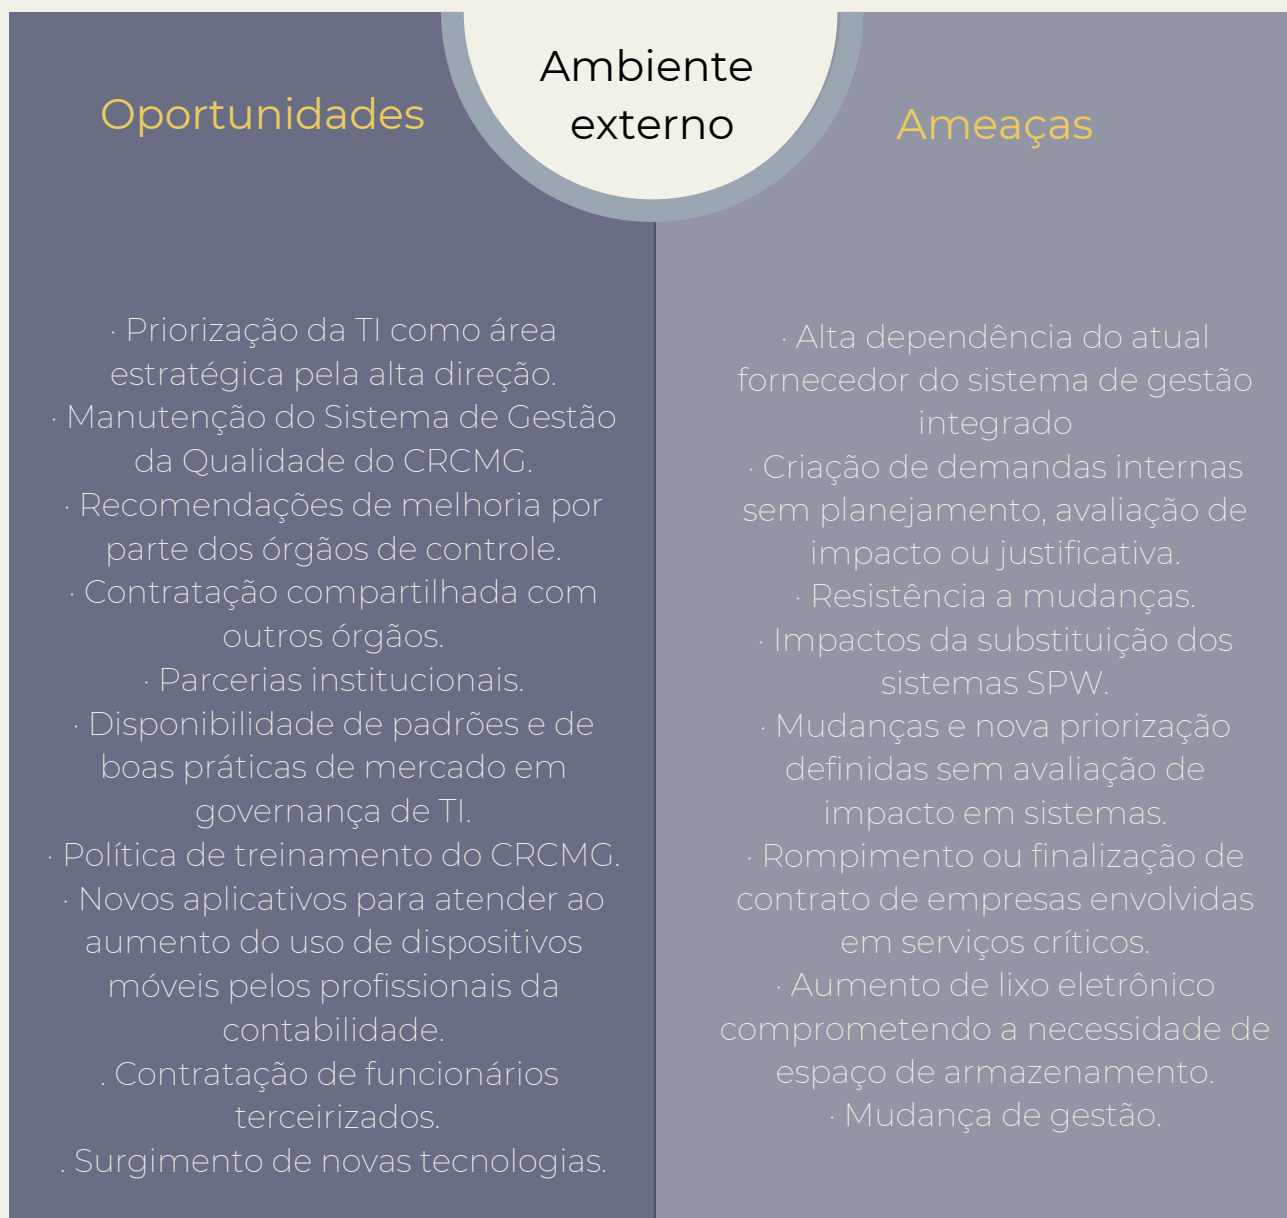 Ambiente
externo
Oportunidades
· Priorização da TI como área
estratégica pela alta direção.
· Manutenção do Sistema de Gestão
da Qualidade do CRCMG.
· Recomendações de melhoria por
parte dos órgãos de controle.
· Contratação compartilhada com
outros órgãos.
· Parcerias institucionais.
· Disponibilidade de padrões e de
boas práticas de mercado em
governança de TI.
· Política de treinamento do CRCMG.
· Novos aplicativos para atender ao
aumento do uso de dispositivos
móveis pelos profissionais da
contabilidade.
. Contratação de funcionários
terceirizados.
. Surgimento de novas tecnologias.
Ameaças
· Alta dependência do atual
fornecedor do sistema de gestão
integrado
· Criação de demandas internas
sem planejamento, avaliação de
impacto ou justificativa.
· Resistência a mudanças.
· Impactos da substituição dos
sistemas SPW.
· Mudanças e nova priorização
definidas sem avaliação de
impacto em sistemas.
· Rompimento ou finalização de
contrato de empresas envolvidas
em serviços críticos.
· Aumento de lixo eletrônico
comprometendo a necessidade de
espaço de armazenamento.
· Mudança de gestão.